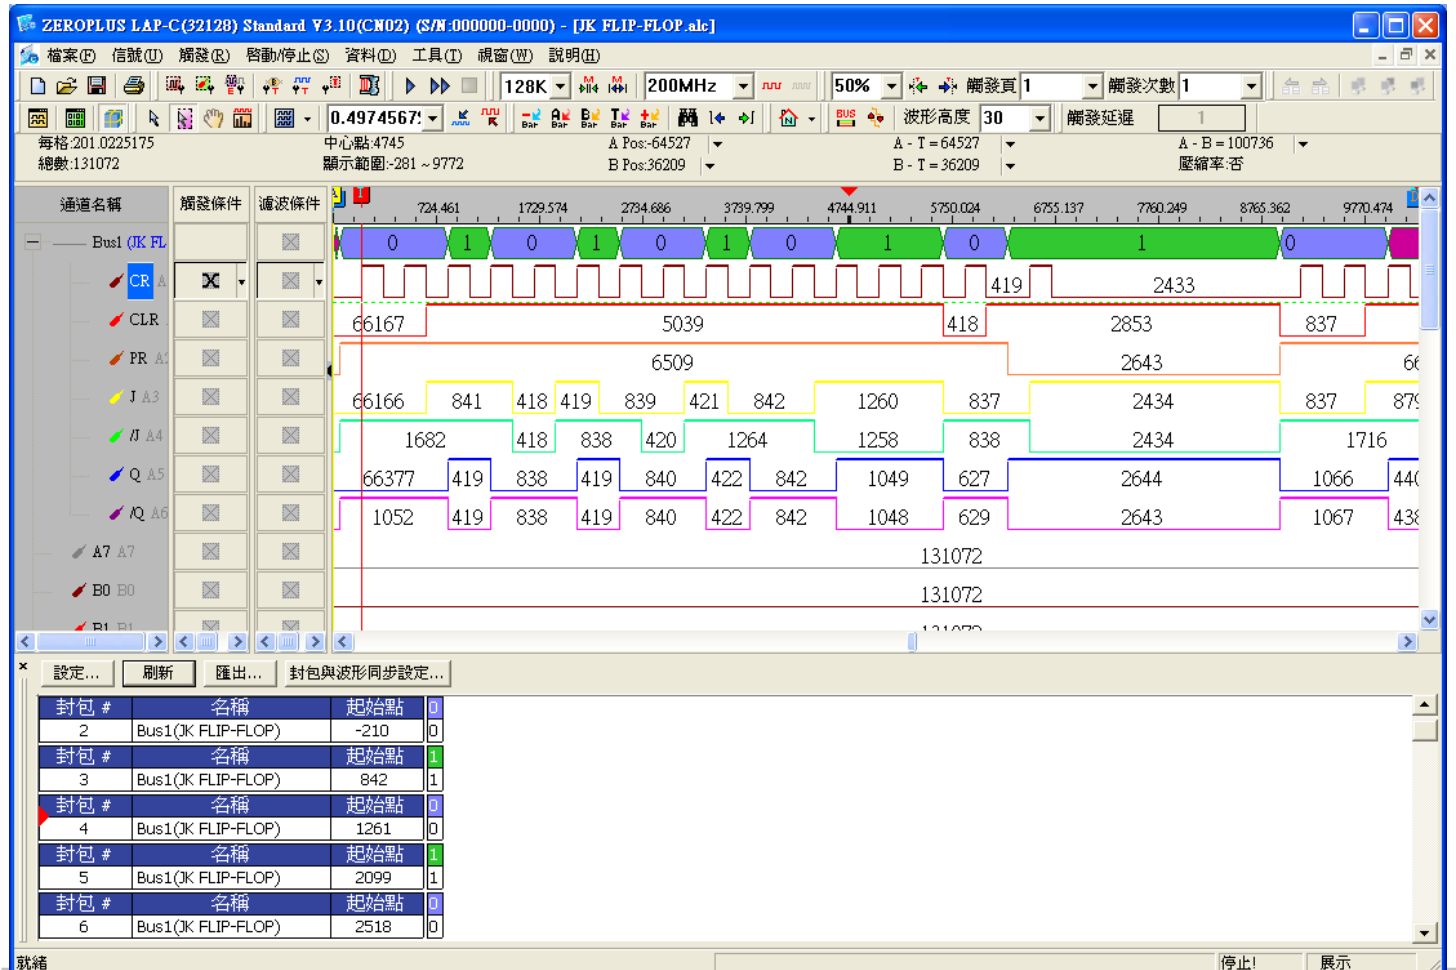 ZEROPLUS LAP-C(32128) Standard V3.10(CN02) (S/N:000000-0000) - [JK FLIP-FLOP.alc]
檔案(F) 信號(U) 觸發(R) 啓動/停止(S) 資料(D) 工具(T) 視窗(W) 說明(H)
128K 200MHz 50% 觸發頁 1 觸發次數 1
0.4974567 Bar Bar Bar Bar Bar BUS 波形高度 30 觸發延遲 1
每格:201.0225175 中心點:4745 A Pos:-64527 A - T = 64527 A - B = 100736
總數:131072 顯示範圍:-281 ~ 9772 B Pos:36209 B - T = 36209 壓縮率:否
通道名稱 觸發條件 濾波條件 724.461 1729.574 2734.686 3739.799 4744.911 5750.024 6755.137 7760.249 8765.362 9770.474
Bus1 (JK FL 0 1 0 1 0 1 0 1 0 1 0
CR A 419 2433
CLR 66167 5039 418 2853 837
PR A2 6509 2643 66
J A3 66166 841 418 419 839 421 842 1260 837 2434 837 879
/J A4 1682 418 838 420 1264 1258 838 2434 1716
Q A5 66377 419 838 419 840 422 842 1049 627 2644 1066 440
/Q A6 1052 419 838 419 840 422 842 1048 629 2643 1067 438
A7 A7 131072
B0 B0 131072
B1 B1 131072
設定... 刷新 匯出... 封包與波形同步設定...
封包 # 名稱 起始點 0
2 Bus1(JK FLIP-FLOP) -210 0
封包 # 名稱 起始點 1
3 Bus1(JK FLIP-FLOP) 842 1
封包 # 名稱 起始點 0
4 Bus1(JK FLIP-FLOP) 1261 0
封包 # 名稱 起始點 1
5 Bus1(JK FLIP-FLOP) 2099 1
封包 # 名稱 起始點 0
6 Bus1(JK FLIP-FLOP) 2518 0
就緒 停止! 展示